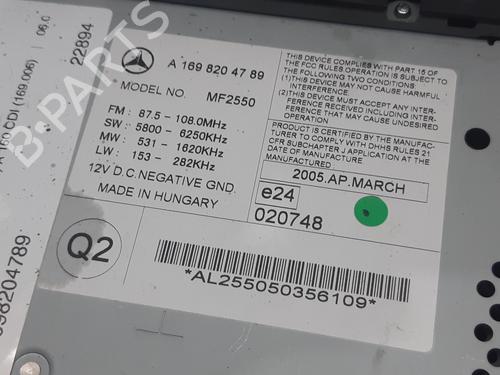 A 169 820 47 89
MODEL NO. MF2550
FM : 87.5 - 108.0MHz
SW : 5800 - 6250KHz
MW : 531 - 1620KHz
LW : 153 - 282KHz
12V D.C.NEGATIVE GND.
MADE IN HUNGARY
THIS DEVICE COMPLIES WITH PART 15 OF
THE FCC RULES OPERATION IS SUBJECT TO
THE FOLLOWING TWO CONDITIONS
(1)THIS DEVICE MAY NOT CAUSE HARMFUL
INTERFERENCE
(2)THIS DEVICE MUST ACCEPT ANY INTER-
FERENCE RECEIVED INCLUDING INTER-
FERENCE THAT MAY CAUSE UNDESIRED
OPERATION
PRODUCT IS CERTIFIED BY THE MANUFAC-
TURER TO COMPLY WITH DHHS RULES 21
CFR SUBCHAPTER J APPLICATION AT THE
DATE OF MANUFACTURE
MANUFACTURED
2005.AP.MARCH
e24
020748
Q2
*AL255050356109*
22894
06.0
A 160 CDI (169.006)
698204789
B-PARTS